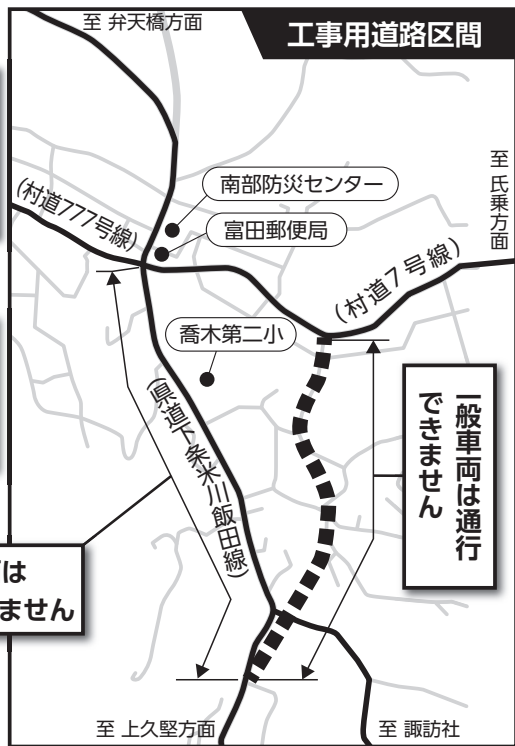 至 弁天橋方面
工事用道路区間
至 氏乗方面
南部防災センター
富田郵便局
(村道777号線)
(村道7号線)
喬木第二小
(県道下条米川飯田線)
一般車両は通行
できません
は
ません
至 上久堅方面
至 諏訪社